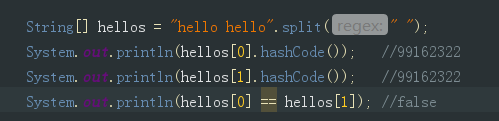 String[] hellos = "hello hello".split( regex: " ");
System.out.println(hellos[0].hashCode());   //99162322
System.out.println(hellos[1].hashCode());   //99162322
System.out.println(hellos[0] == hellos[1]); //false